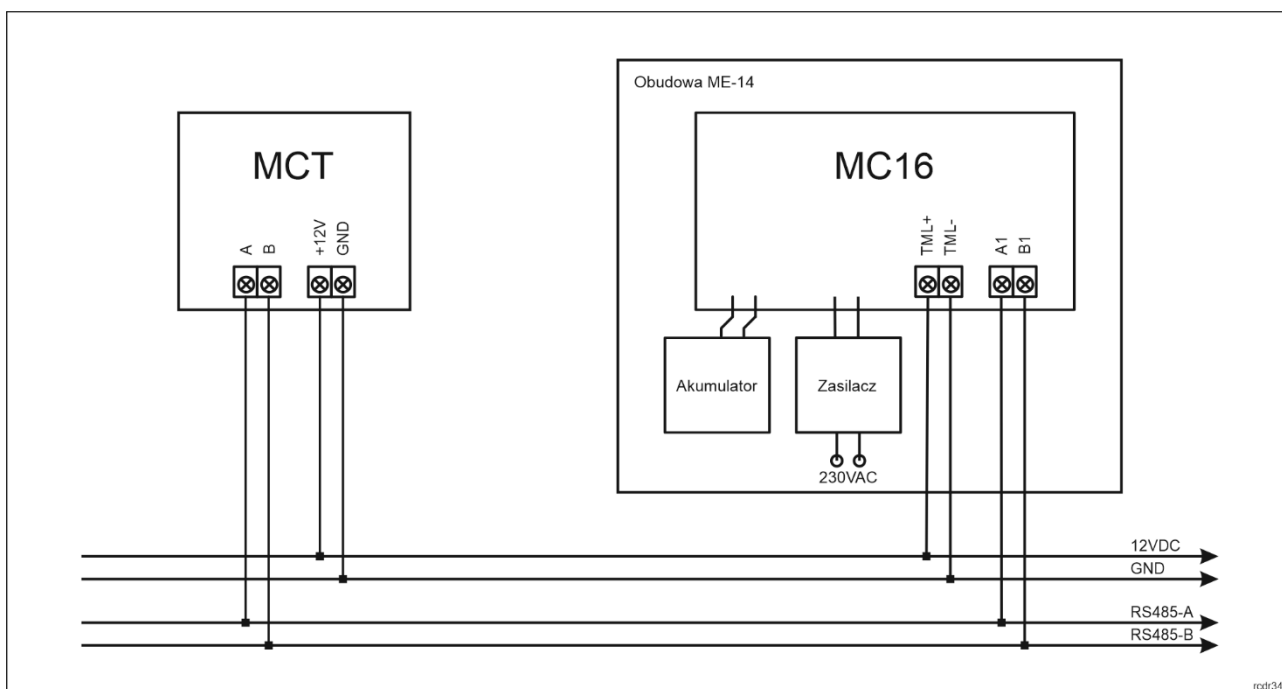 Obudowa ME-14
MCT
MC16
A
B
+12V
GND
TML+
TML-
A1
B1
Akumulator
Zasilacz
230VAC
12VDC
GND
RS485-A
RS485-B
rcdr34